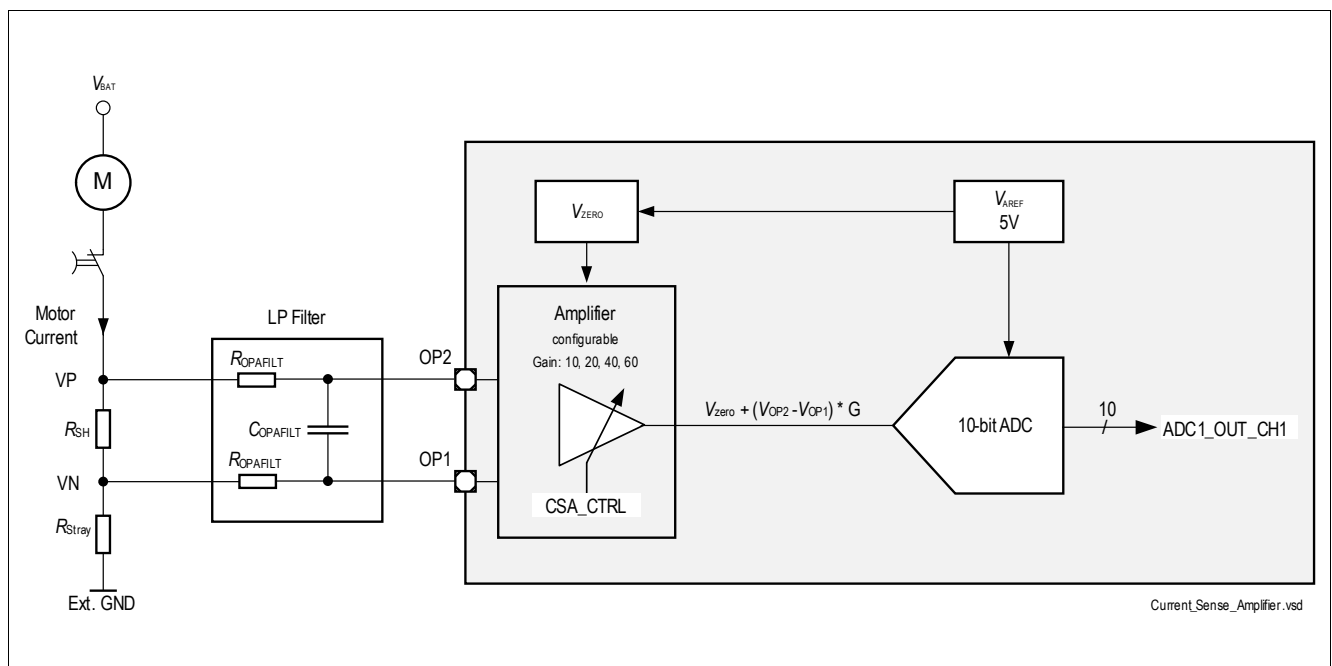 VBAT
M
Motor
Current
VP
RSH
VN
RStray
Ext. GND
LP Filter
ROPAFILT
COPAFILT
ROPAFILT
OP2
OP1
VZERO
Amplifier
configurable
Gain: 10, 20, 40, 60
CSA_CTRL
Vzero + (VOP2 -VOP1) * G
VAREF
5V
10-bit ADC
10
ADC1_OUT_CH1
Current_Sense_Amplifier.vsd